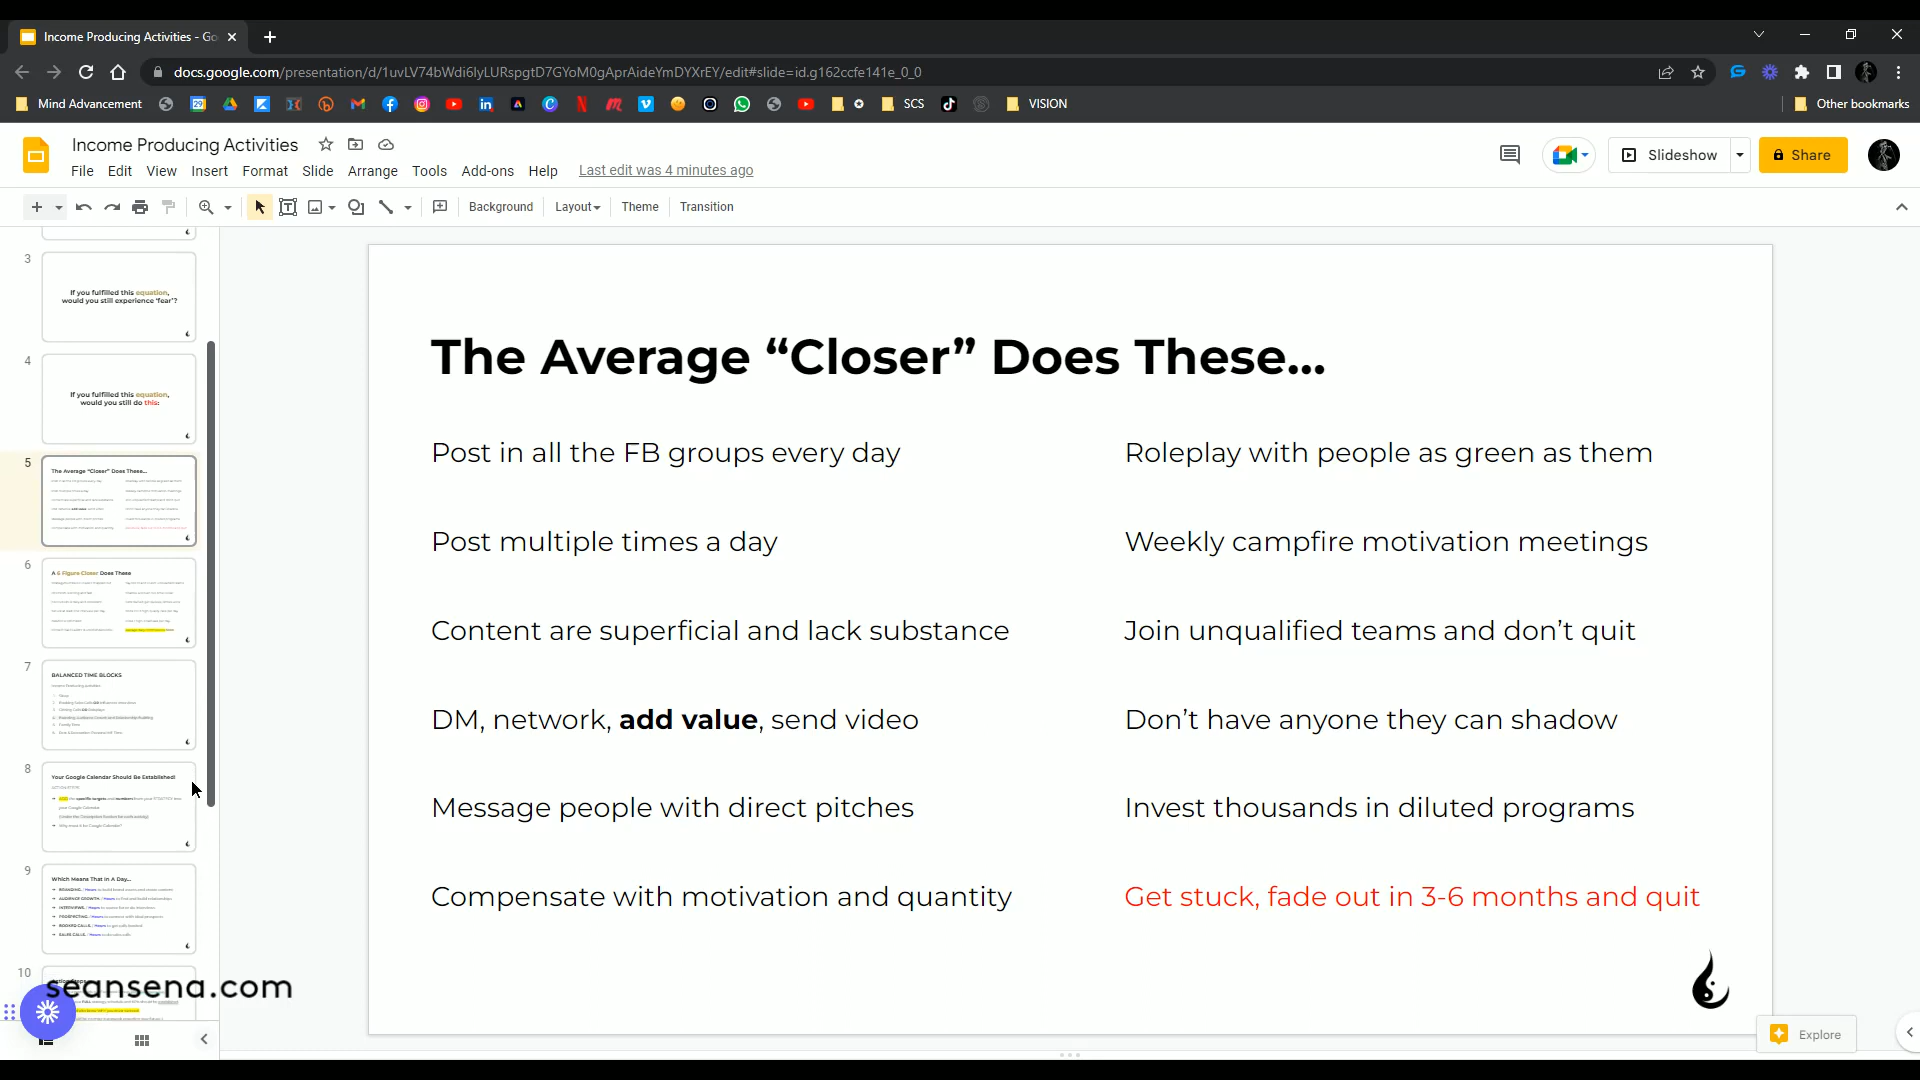 Income Producing Activities - Go
docs.google.com/presentation/d/1uvLV74bWdi6lyLURspgtD7GYoM0gAprAideYmDYXrEY/edit#slide=id.g162ccfe141e_0_0
Mind Advancement
SCS
VISION
Other bookmarks
Income Producing Activities
File Edit View Insert Format Slide Arrange Tools Add-ons Help Last edit was 4 minutes ago
Slideshow
Share
Background Layout Theme Transition
3
If you fulfilled this equation,
would you still experience ‘fear’?
4
If you fulfilled this equation,
would you still do this:
5
The Average “Closer” Does These...
6
A 6 Figure Closer Does These
7
BALANCED TIME BLOCKS
8
Your Google Calendar Should Be Established!
9
Which Means That in A Day...
10
The Average “Closer” Does These...
Post in all the FB groups every day
Post multiple times a day
Content are superficial and lack substance
DM, network, add value, send video
Message people with direct pitches
Compensate with motivation and quantity
Roleplay with people as green as them
Weekly campfire motivation meetings
Join unqualified teams and don’t quit
Don’t have anyone they can shadow
Invest thousands in diluted programs
Get stuck, fade out in 3-6 months and quit
seansena.com
Explore